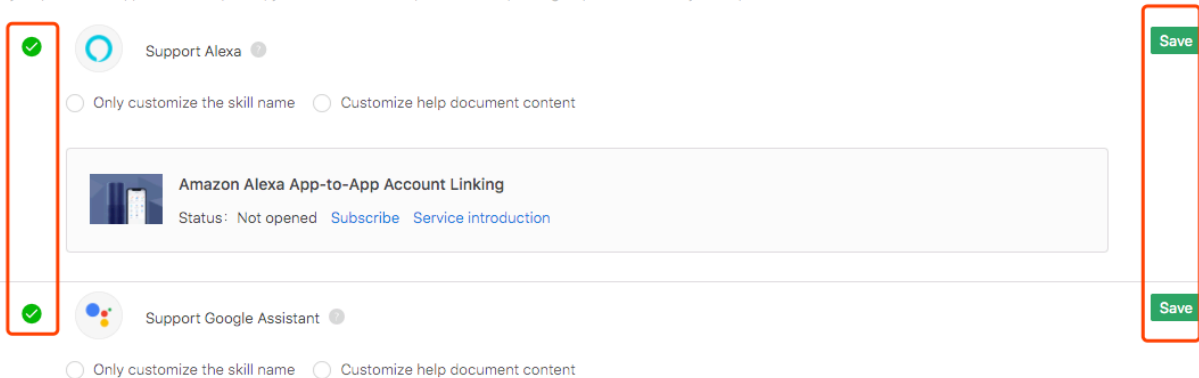 Support Alexa
Save
Only customize the skill name Customize help document content
Amazon Alexa App-to-App Account Linking
Status: Not opened Subscribe Service introduction
Support Google Assistant
Save
Only customize the skill name Customize help document content